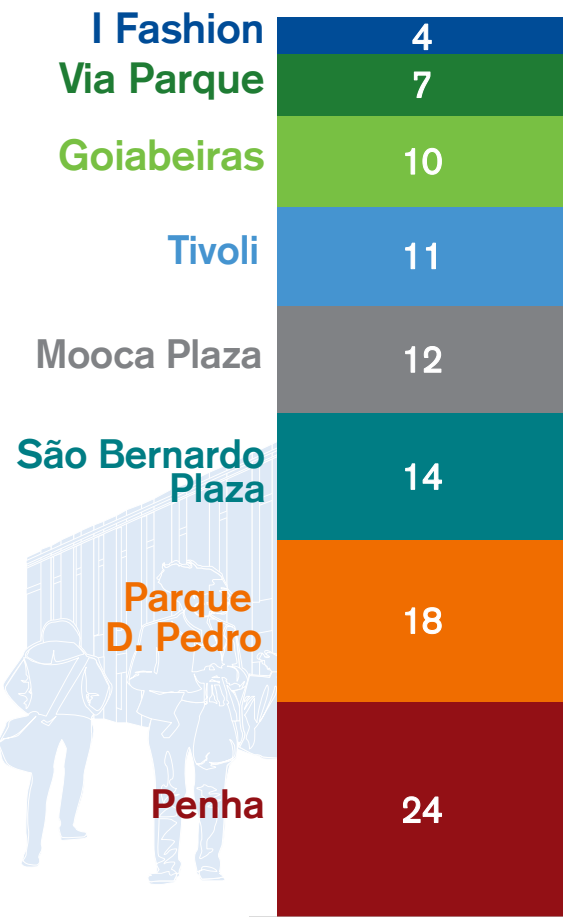 I Fashion 4
Via Parque 7
Goiabeiras 10
Tivoli 11
Mooca Plaza 12
São Bernardo
Plaza 14
Parque
D. Pedro 18
Penha 24